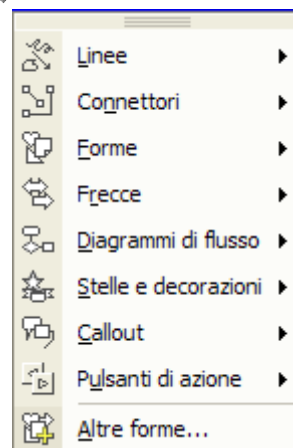 Linee
Connettori
Forme
Frecce
Diagrammi di flusso
Stelle e decorazioni
Callout
Pulsanti di azione
Altre forme...